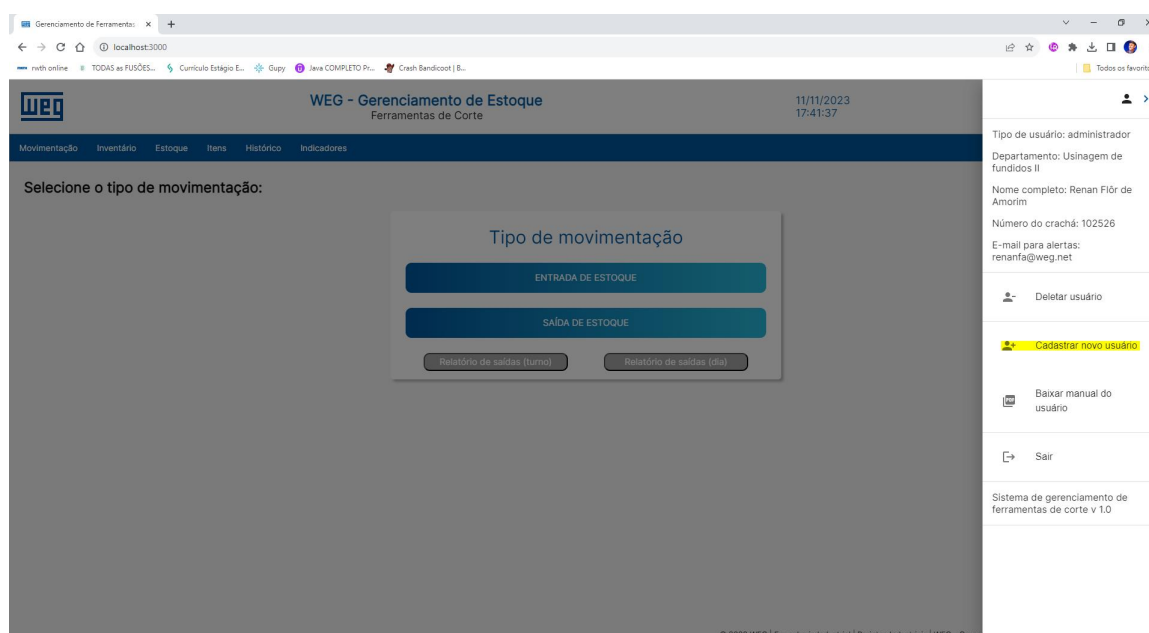 Gerenciamento de Ferramentas
localhost:3000
rwth online
TODAS as FUSÕES...
Currículo Estágio E...
Gupy
Java COMPLETO Pr...
Crash Bandicoot | B...
Todos os favorito
WEG
WEG - Gerenciamento de Estoque
Ferramentas de Corte
11/11/2023
17:41:37
Movimentação Inventário Estoque Itens Histórico Indicadores
Selecione o tipo de movimentação:
Tipo de movimentação
ENTRADA DE ESTOQUE
SAÍDA DE ESTOQUE
Relatório de saídas (turno)
Relatório de saídas (dia)
Tipo de usuário: administrador
Departamento: Usinagem de
fundidos II
Nome completo: Renan Flôr de
Amorim
Número do crachá: 102526
E-mail para alertas:
renanfa@weg.net
Deletar usuário
Cadastrar novo usuário
PDF
Baixar manual do
usuário
Sair
Sistema de gerenciamento de
ferramentas de corte v 1.0